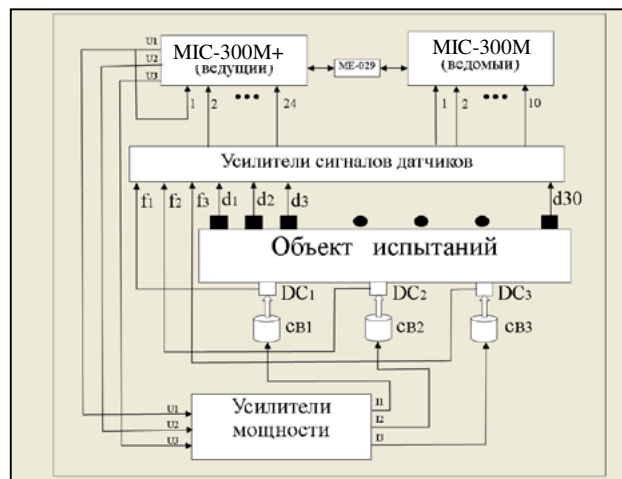 U1
U2
U3
MIC-300M+
(ведущий)
ME-029
MIC-300M
(ведомый)
1
2
24
1
2
10
Усилители сигналов датчиков
f1
f2
f3
d1
d2
d3
d30
Объект испытаний
DC1
DC2
DC3
св1
св2
св3
U1
U2
U3
Усилители
мощности
I1
I2
I3